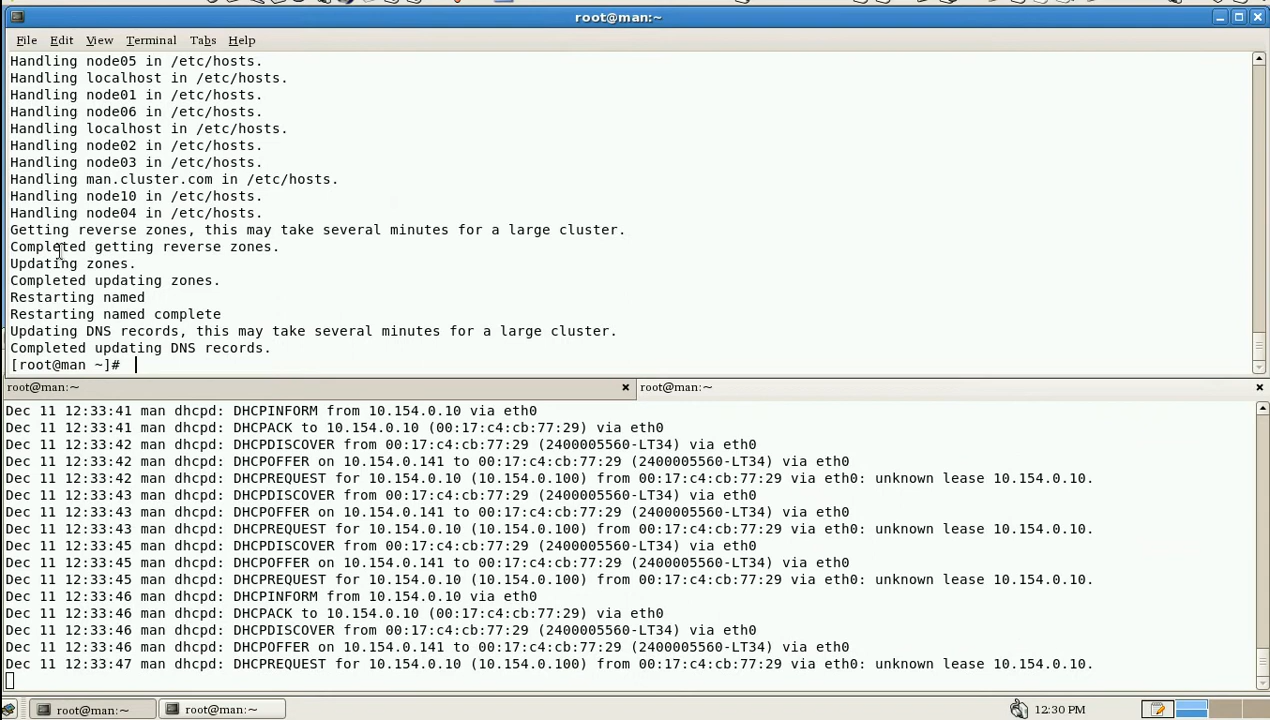 root@man:~
File Edit View Terminal Tabs Help
Handling node05 in /etc/hosts.
Handling localhost in /etc/hosts.
Handling node01 in /etc/hosts.
Handling node06 in /etc/hosts.
Handling localhost in /etc/hosts.
Handling node02 in /etc/hosts.
Handling node03 in /etc/hosts.
Handling man.cluster.com in /etc/hosts.
Handling node10 in /etc/hosts.
Handling node04 in /etc/hosts.
Getting reverse zones, this may take several minutes for a large cluster.
Completed getting reverse zones.
Updating zones.
Completed updating zones.
Restarting named
Restarting named complete
Updating DNS records, this may take several minutes for a large cluster.
Completed updating DNS records.
[root@man ~]#
root@man:~ root@man:~
Dec 11 12:33:41 man dhcpd: DHCPINFORM from 10.154.0.10 via eth0
Dec 11 12:33:41 man dhcpd: DHCPACK to 10.154.0.10 (00:17:c4:cb:77:29) via eth0
Dec 11 12:33:42 man dhcpd: DHCPDISCOVER from 00:17:c4:cb:77:29 (2400005560-LT34) via eth0
Dec 11 12:33:42 man dhcpd: DHCPOFFER on 10.154.0.141 to 00:17:c4:cb:77:29 (2400005560-LT34) via eth0
Dec 11 12:33:42 man dhcpd: DHCPREQUEST for 10.154.0.10 (10.154.0.100) from 00:17:c4:cb:77:29 via eth0: unknown lease 10.154.0.10.
Dec 11 12:33:43 man dhcpd: DHCPDISCOVER from 00:17:c4:cb:77:29 (2400005560-LT34) via eth0
Dec 11 12:33:43 man dhcpd: DHCPOFFER on 10.154.0.141 to 00:17:c4:cb:77:29 (2400005560-LT34) via eth0
Dec 11 12:33:43 man dhcpd: DHCPREQUEST for 10.154.0.10 (10.154.0.100) from 00:17:c4:cb:77:29 via eth0: unknown lease 10.154.0.10.
Dec 11 12:33:45 man dhcpd: DHCPDISCOVER from 00:17:c4:cb:77:29 (2400005560-LT34) via eth0
Dec 11 12:33:45 man dhcpd: DHCPOFFER on 10.154.0.141 to 00:17:c4:cb:77:29 (2400005560-LT34) via eth0
Dec 11 12:33:45 man dhcpd: DHCPREQUEST for 10.154.0.10 (10.154.0.100) from 00:17:c4:cb:77:29 via eth0: unknown lease 10.154.0.10.
Dec 11 12:33:46 man dhcpd: DHCPINFORM from 10.154.0.10 via eth0
Dec 11 12:33:46 man dhcpd: DHCPACK to 10.154.0.10 (00:17:c4:cb:77:29) via eth0
Dec 11 12:33:46 man dhcpd: DHCPDISCOVER from 00:17:c4:cb:77:29 (2400005560-LT34) via eth0
Dec 11 12:33:46 man dhcpd: DHCPOFFER on 10.154.0.141 to 00:17:c4:cb:77:29 (2400005560-LT34) via eth0
Dec 11 12:33:47 man dhcpd: DHCPREQUEST for 10.154.0.10 (10.154.0.100) from 00:17:c4:cb:77:29 via eth0: unknown lease 10.154.0.10.
root@man:~ root@man:~ 12:30 PM